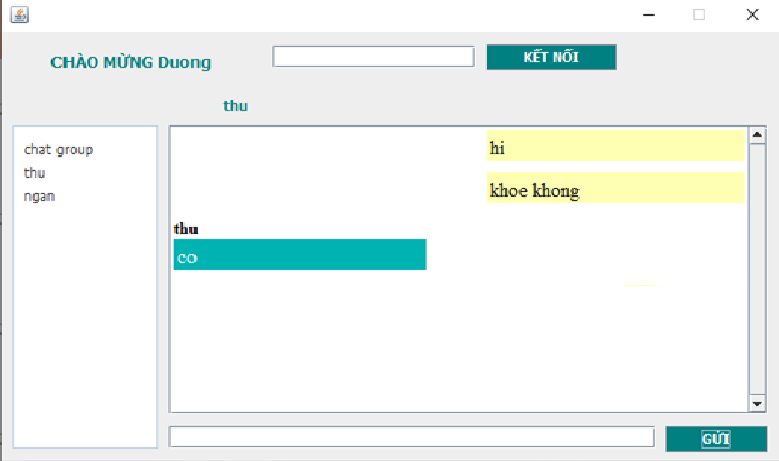 CHÀO MỪNG Duong
KẾT NỐI
thu
chat group
thu
ngan
hi
khoe khong
thu
co
GỬI